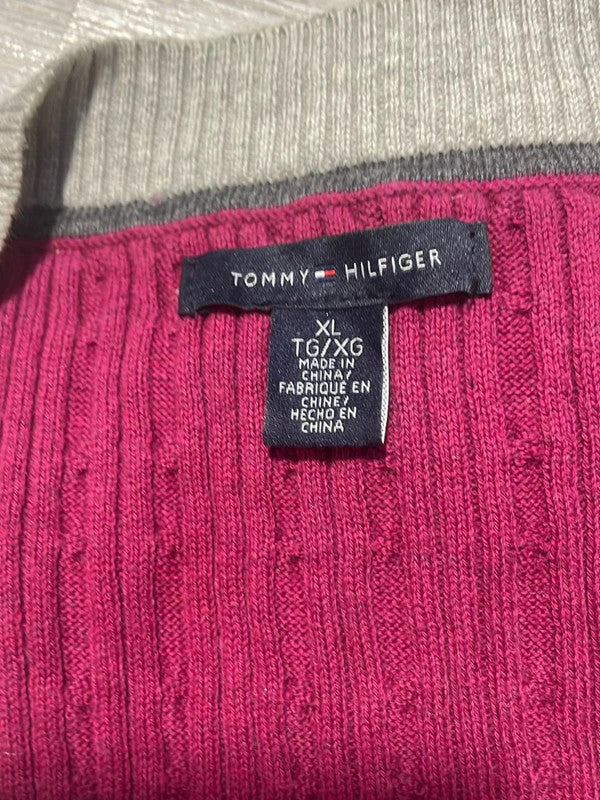 TOMMY HILFIGER
XL
TG/XG
MADE IN
CHINA/
FABRIQUÉ EN
CHINE/
HECHO EN
CHINA